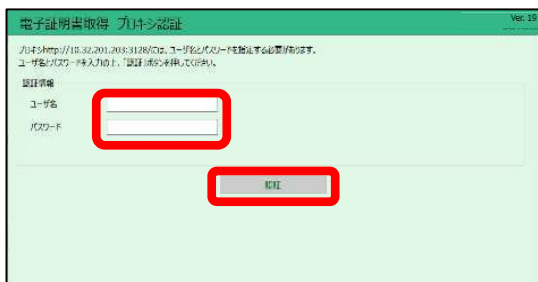 電子証明書取得 プロキシ認証
Ver. 19
プロキシhttp://10.32.201.203:3128/には、ユーザ名とパスワードを指定する必要があります。
ユーザ名とパスワードを入力の上、「認証」ボタンを押してください。
認証情報
ユーザ名
パスワード
認証